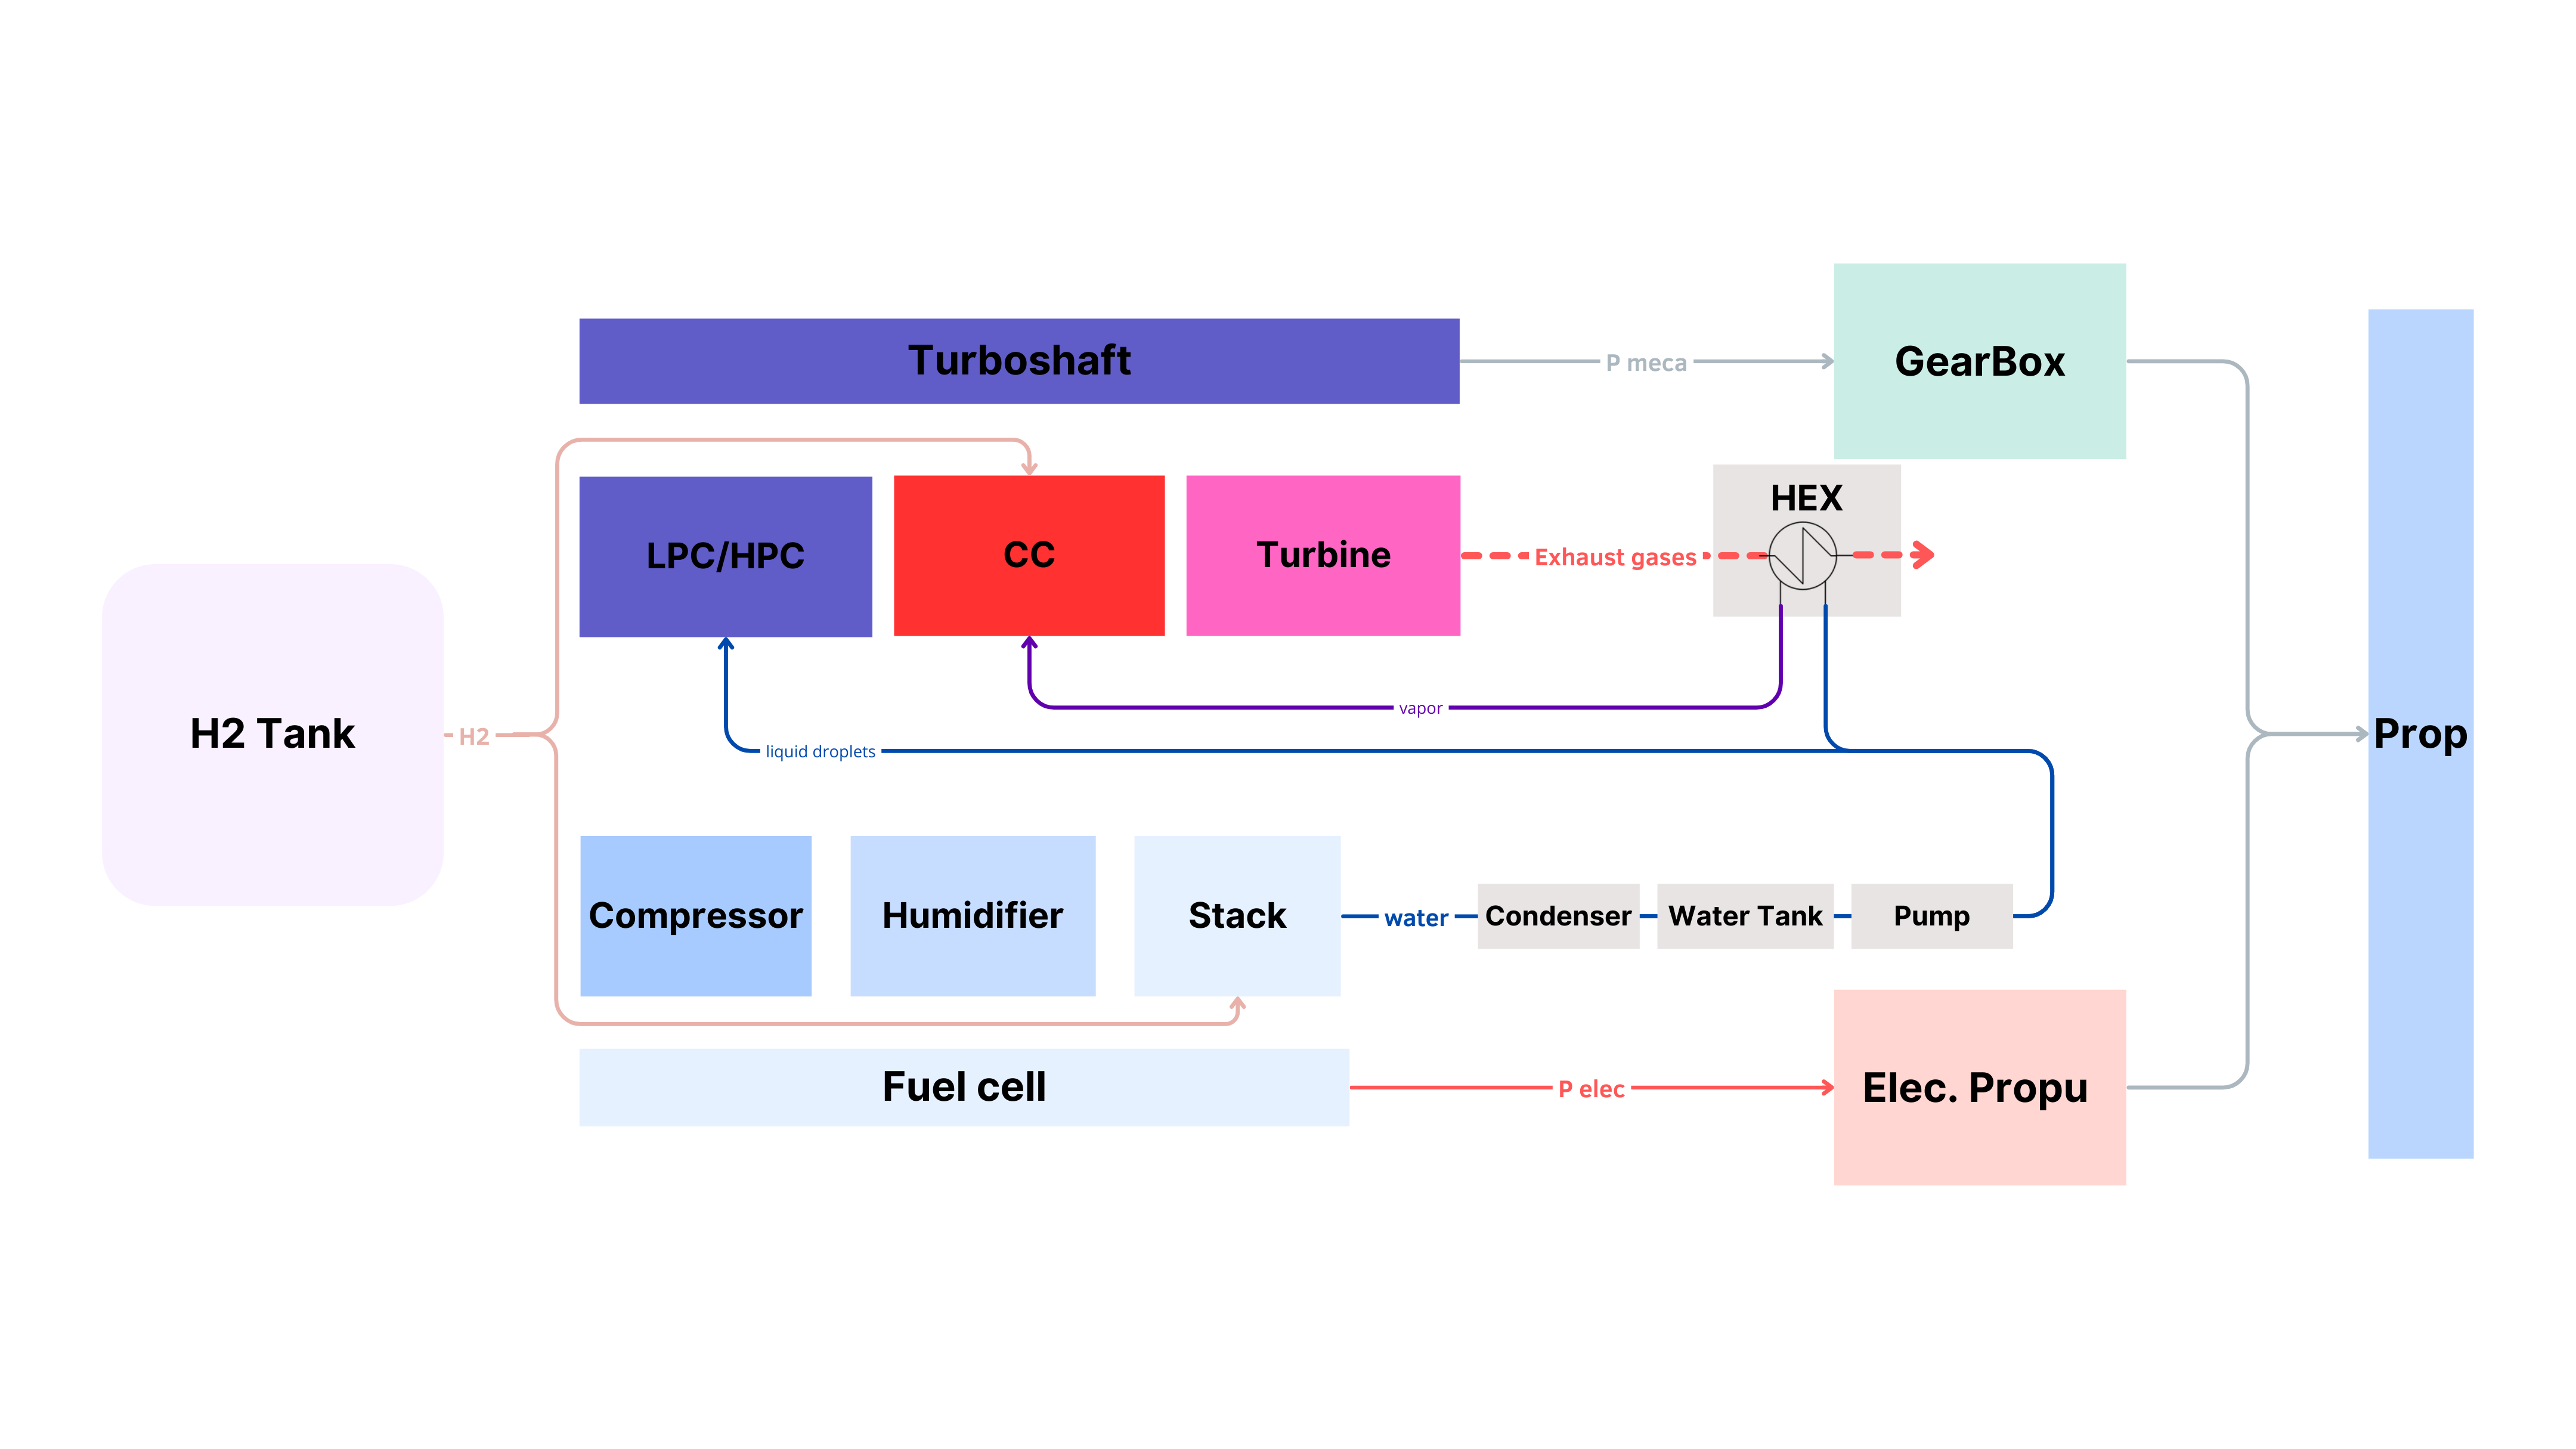 Turboshaft
P meca
GearBox
LPC/HPC
CC
Turbine
Exhaust gases
HEX
H2 Tank
H2
vapor
liquid droplets
Prop
Compressor
Humidifier
Stack
water
Condenser
Water Tank
Pump
Fuel cell
P elec
Elec. Propu